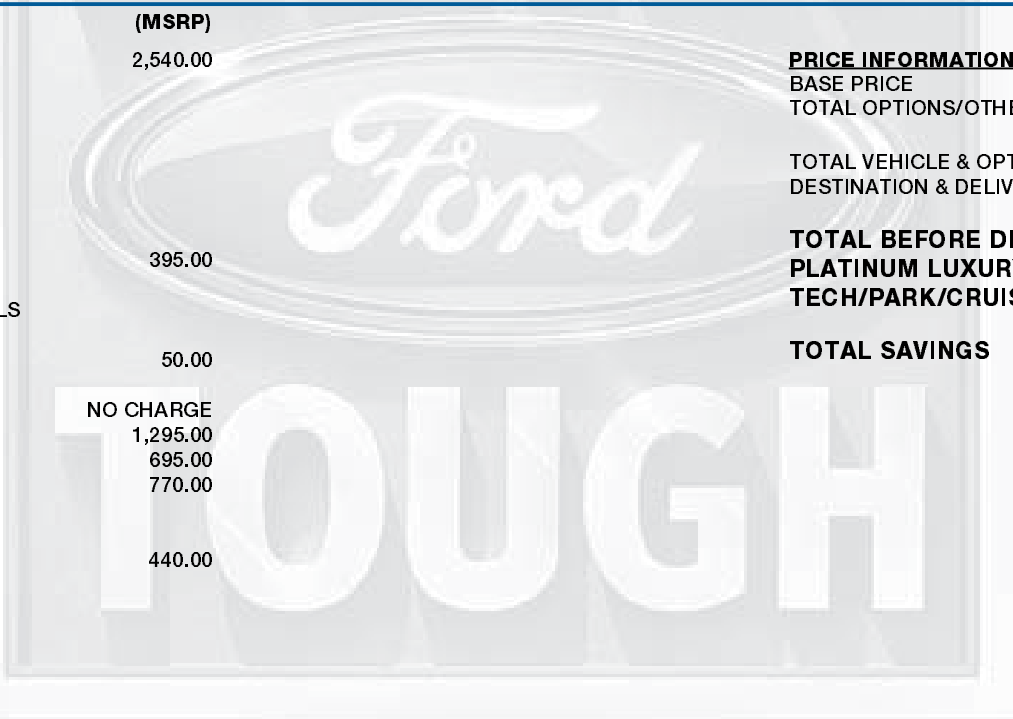 (MSRP)
2,540.00
395.00
LS
50.00
NO CHARGE
1,295.00
695.00
770.00
440.00
PRICE INFORMATION
BASE PRICE
TOTAL OPTIONS/OTHE
TOTAL VEHICLE & OPT
DESTINATION & DELIV
TOTAL BEFORE DI
PLATINUM LUXURY
TECH/PARK/CRUIS
TOTAL SAVINGS
Ford
TOUGH